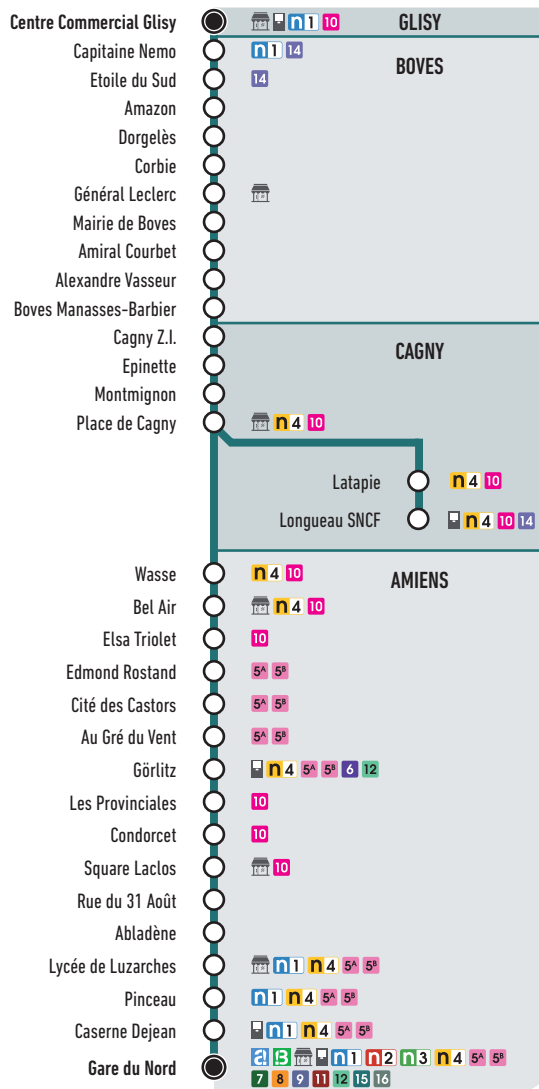 Centre Commercial Glisy n1 10 GLISY
Capitaine Nemo n1 14
BOVES
Etoile du Sud 14
Amazon
Dorgelès
Corbie
Général Leclerc
Mairie de Boves
Amiral Courbet
Alexandre Vasseur
Boves Manasses-Barbier
Cagny Z.I.
CAGNY
Epinette
Montmignon
Place de Cagny n4 10
Latapie n4 10
Longueau SNCF n4 10 14
Wasse n4 10 AMIENS
Bel Air n4 10
Elsa Triolet 10
Edmond Rostand 5A 5B
Cité des Castors 5A 5B
Au Gré du Vent 5A 5B
Görlitz n4 5A 5B 6 12
Les Provinciales 10
Condorcet 10
Square Laclos 10
Rue du 31 Août
Abladène
Lycée de Luzarches n1 n4 5A 5B
Pinceau n1 n4 5A 5B
Caserne Dejean n1 n4 5A 5B
Gare du Nord a B n1 n2 n3 n4 5A 5B
7 8 9 11 12 15 16